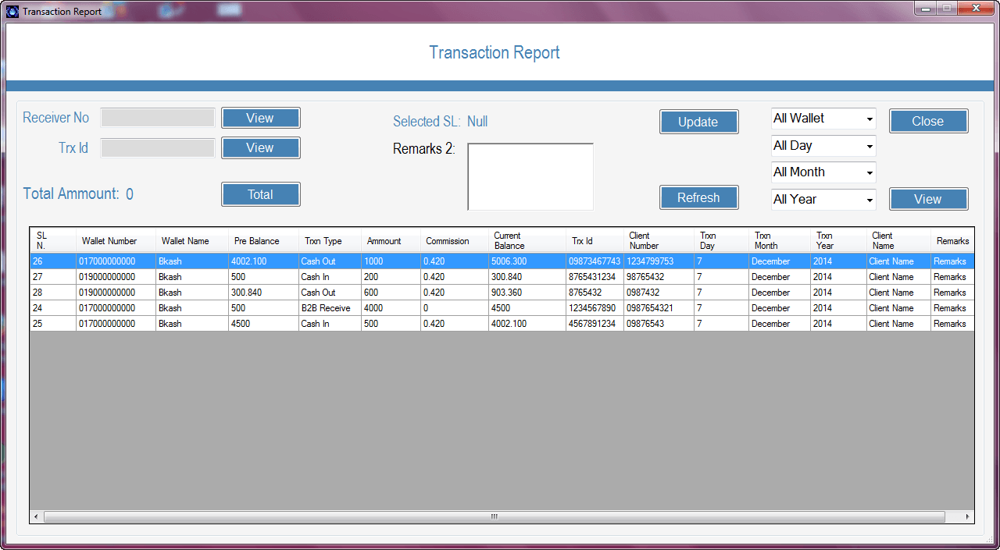 Transaction Report
Transaction Report
Receiver No View Selected SL: Null Update All Wallet Close
Trx Id View Remarks 2: All Day
All Month
Total Ammount: 0 Total Refresh All Year View
SL N. Wallet Number Wallet Name Pre Balance Trxn Type Ammount Commission Current Balance Trx Id Client Number Trxn Day Trxn Month Trxn Year Client Name Remarks
26 017000000000 Bkash 4002.100 Cash Out 1000 0.420 5006.300 09873467743 1234799753 7 December 2014 Client Name Remarks
27 019000000000 Bkash 500 Cash In 200 0.420 300.840 8765431234 98765432 7 December 2014 Client Name Remarks
28 019000000000 Bkash 300.840 Cash Out 600 0.420 903.360 8765432 0987432 7 December 2014 Client Name Remarks
24 017000000000 Bkash 500 B2B Receive 4000 0 4500 1234567890 0987654321 7 December 2014 Client Name Remarks
25 017000000000 Bkash 4500 Cash In 500 0.420 4002.100 4567891234 09876543 7 December 2014 Client Name Remarks